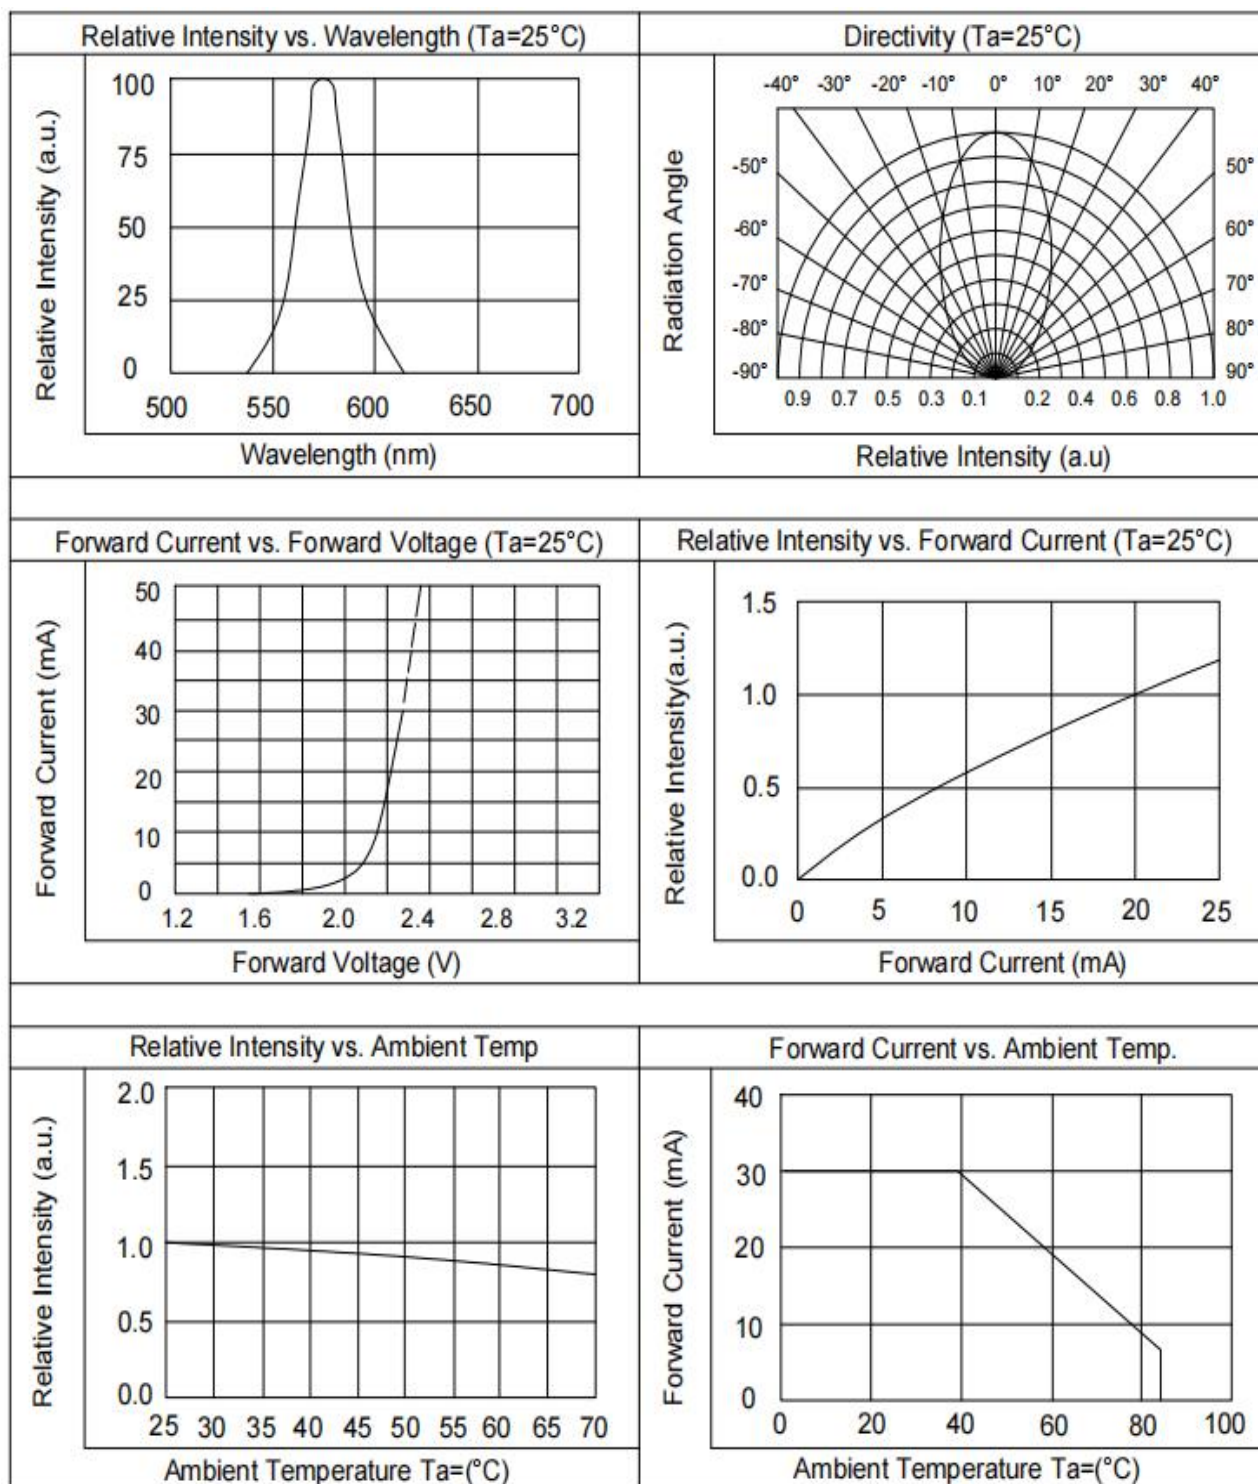 Relative Intensity vs. Wavelength (Ta=25°C)
Relative Intensity (a.u.)
100
75
50
25
0
500 550 600 650 700
Wavelength (nm)
Directivity (Ta=25°C)
Radiation Angle
-40° -30° -20° -10° 0° 10° 20° 30° 40°
-50° 50°
-60° 60°
-70° 70°
-80° 80°
-90° 90°
0.9 0.7 0.5 0.3 0.1 0.2 0.4 0.6 0.8 1.0
Relative Intensity (a.u)
Forward Current vs. Forward Voltage (Ta=25°C)
Forward Current (mA)
50
40
30
20
10
0
1.2 1.6 2.0 2.4 2.8 3.2
Forward Voltage (V)
Relative Intensity vs. Forward Current (Ta=25°C)
Relative Intensity(a.u.)
1.5
1.0
0.5
0.0
0 5 10 15 20 25
Forward Current (mA)
Relative Intensity vs. Ambient Temp
Relative Intensity (a.u.)
2.0
1.5
1.0
0.5
0.0
25 30 35 40 45 50 55 60 65 70
Ambient Temperature Ta=(°C)
Forward Current vs. Ambient Temp.
Forward Current (mA)
40
30
20
10
0
0 20 40 60 80 100
Ambient Temperature Ta=(°C)